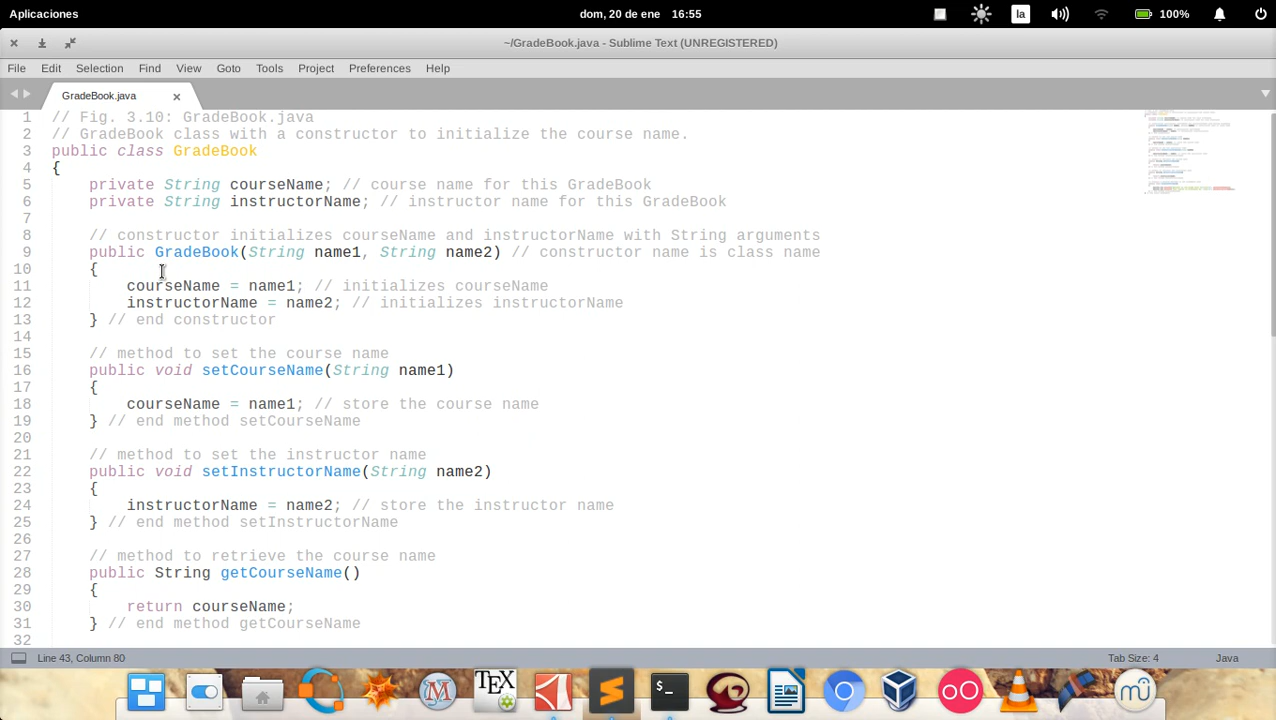 Aplicaciones
dom, 20 de ene 16:55
la
100%
~/GradeBook.java - Sublime Text (UNREGISTERED)
File Edit Selection Find View Goto Tools Project Preferences Help
GradeBook.java
1 // Fig. 3.10: GradeBook.java
2 // GradeBook class with a constructor to initialize the course name.
3 public class GradeBook
4 {
5 private String courseName; // course name for this GradeBook
6 private String instructorName; // instructor name for this GradeBook
7
8 // constructor initializes courseName and instructorName with String arguments
9 public GradeBook(String name1, String name2) // constructor name is class name
10 {
11 courseName = name1; // initializes courseName
12 instructorName = name2; // initializes instructorName
13 } // end constructor
14
15 // method to set the course name
16 public void setCourseName(String name1)
17 {
18 courseName = name1; // store the course name
19 } // end method setCourseName
20
21 // method to set the instructor name
22 public void setInstructorName(String name2)
23 {
24 instructorName = name2; // store the instructor name
25 } // end method setInstructorName
26
27 // method to retrieve the course name
28 public String getCourseName()
29 {
30 return courseName;
31 } // end method getCourseName
32
Line 43, Column 80
Tab Size: 4
Java
TEX
$_